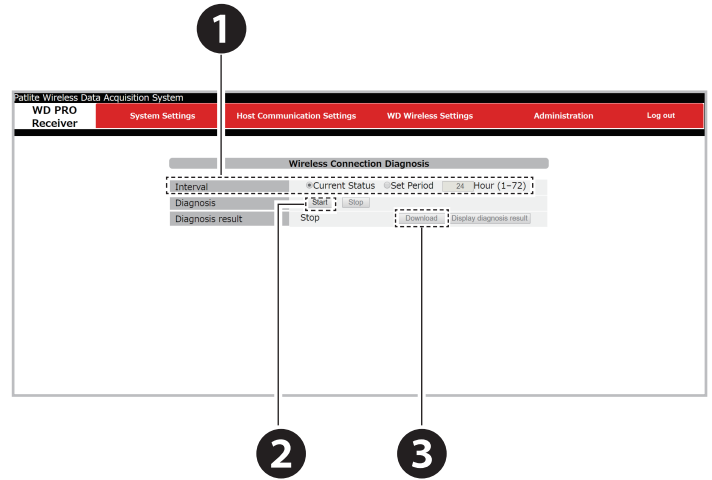 1
Patlite Wireless Data Acquisition System
WD PRO
Receiver
System Settings
Host Communication Settings
WD Wireless Settings
Administration
Log out
Wireless Connection Diagnosis
Interval
Current Status
Set Period
24
Hour (1~72)
Diagnosis
Start
Stop
Diagnosis result
Stop
Download
Display diagnosis result
2
3